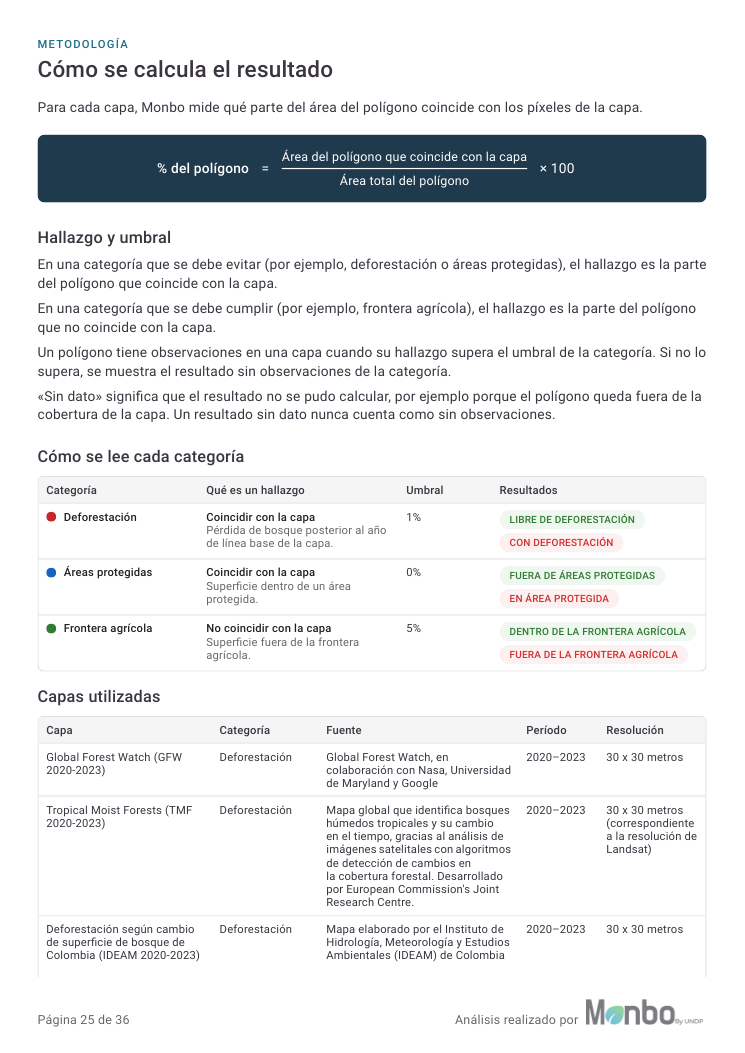 METODOLOGÍA
Cómo se calcula el resultado
Para cada capa, Monbo mide qué parte del área del polígono coincide con los píxeles de la capa.
% del polígono = Área del polígono que coincide con la capa × 100
Área total del polígono
Hallazgo y umbral
En una categoría que se debe evitar (por ejemplo, deforestación o áreas protegidas), el hallazgo es la parte
del polígono que coincide con la capa.
En una categoría que se debe cumplir (por ejemplo, frontera agrícola), el hallazgo es la parte del polígono
que no coincide con la capa.
Un polígono tiene observaciones en una capa cuando su hallazgo supera el umbral de la categoría. Si no lo
supera, se muestra el resultado sin observaciones de la categoría.
«Sin dato» significa que el resultado no se pudo calcular, por ejemplo porque el polígono queda fuera de la
cobertura de la capa. Un resultado sin dato nunca cuenta como sin observaciones.
Cómo se lee cada categoría
Categoría Qué es un hallazgo Umbral Resultados
Deforestación Coincidir con la capa 1% LIBRE DE DEFORESTACIÓN
Pérdida de bosque posterior al año
de línea base de la capa. CON DEFORESTACIÓN
Áreas protegidas Coincidir con la capa 0% FUERA DE ÁREAS PROTEGIDAS
Superficie dentro de un área
protegida. EN ÁREA PROTEGIDA
Frontera agrícola No coincidir con la capa 5% DENTRO DE LA FRONTERA AGRÍCOLA
Superficie fuera de la frontera
agrícola. FUERA DE LA FRONTERA AGRÍCOLA
Capas utilizadas
Capa Categoría Fuente Período Resolución
Global Forest Watch (GFW Deforestación Global Forest Watch, en 2020–2023 30 x 30 metros
2020-2023) colaboración con Nasa, Universidad
de Maryland y Google
Tropical Moist Forests (TMF Deforestación Mapa global que identifica bosques 2020–2023 30 x 30 metros
2020-2023) húmedos tropicales y su cambio (correspondiente
en el tiempo, gracias al análisis de a la resolución de
imágenes satelitales con algoritmos Landsat)
de detección de cambios en
la cobertura forestal. Desarrollado
por European Commission's Joint
Research Centre.
Deforestación según cambio Deforestación Mapa elaborado por el Instituto de 2020–2023 30 x 30 metros
de superficie de bosque de Hidrología, Meteorología y Estudios
Colombia (IDEAM 2020-2023) Ambientales (IDEAM) de Colombia
Página 25 de 36 Análisis realizado por Monbo By UNDP